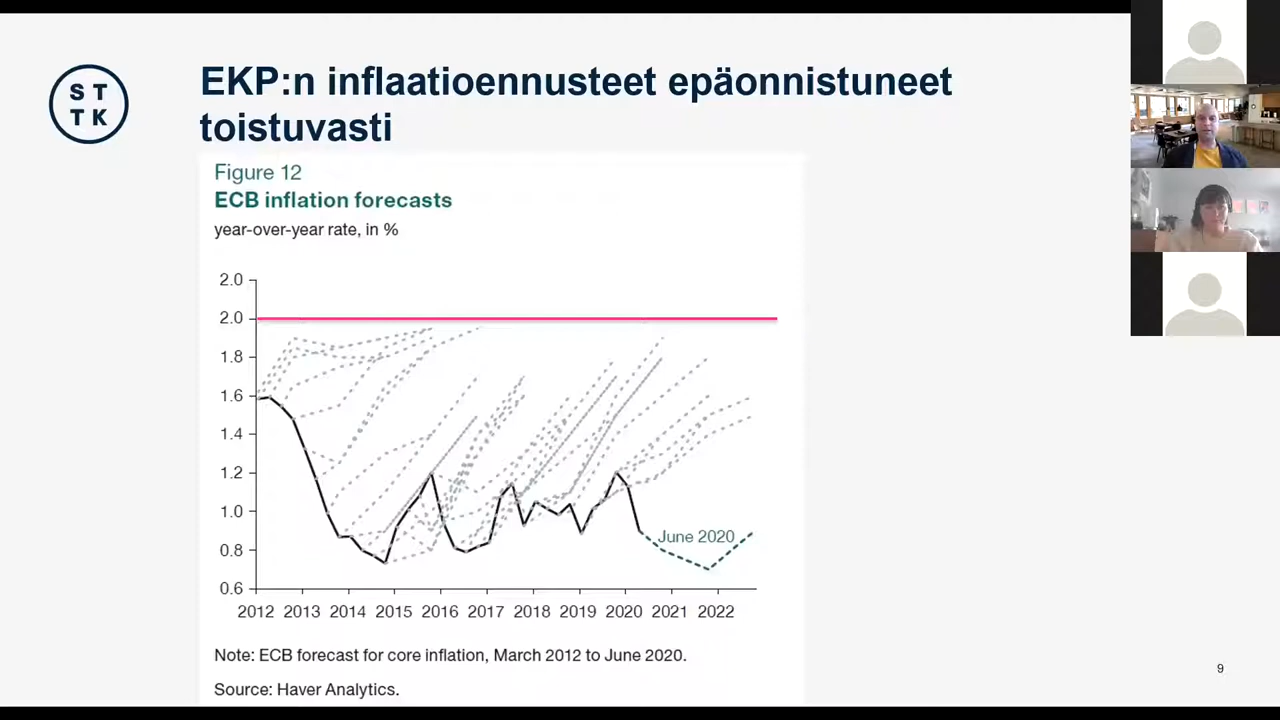 S T
T K
EKP:n inflaatioennusteet epäonnistuneet
toistuvasti
Figure 12
ECB inflation forecasts
year-over-year rate, in %
2.0
2.0
1.8
1.6
1.4
1.2
1.0
0.8
0.6
June 2020
2012 2013 2014 2015 2016 2017 2018 2019 2020 2021 2022
Note: ECB forecast for core inflation, March 2012 to June 2020.
Source: Haver Analytics.
9